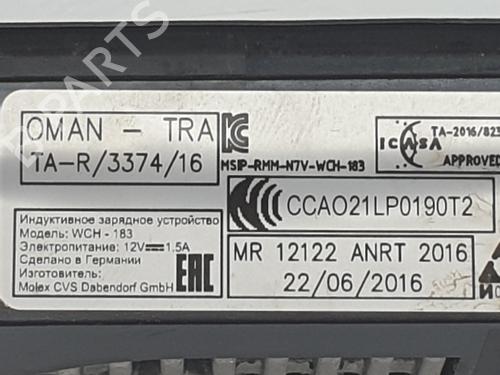 OMAN - TRA
TA-R/3374/16
MSIP-RMM-N7V-WCH-183
ICASA
TA-2016/823
APPROVED
CCAO21LP0190T2
Индуктивное зарядное устройство
Модель: WCH - 183
Электропитание: 12V⎓1.5A
Сделано в Германии
Изготовитель:
Molex CVS Dabendorf GmbH
EAC
MR 12122 ANRT 2016
22/06/2016